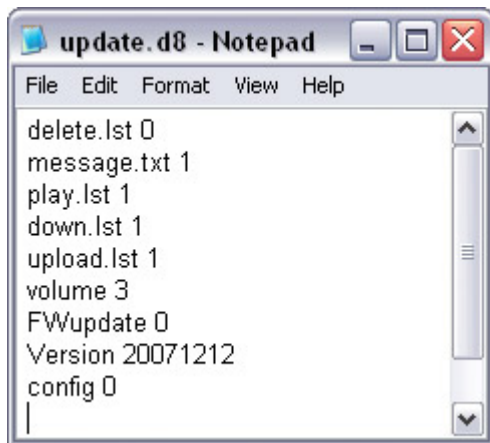 update.d8 - Notepad
File Edit Format View Help
delete.lst 0
message.txt 1
play.lst 1
down.lst 1
upload.lst 1
volume 3
FWupdate 0
Version 20071212
config 0